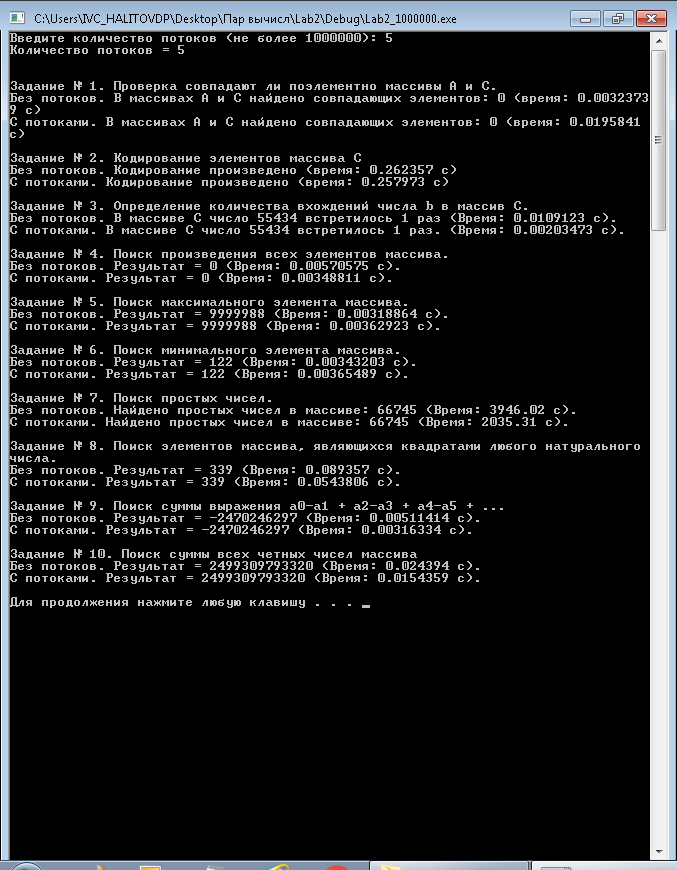 C:\Users\IVC_HALITOVDP\Desktop\Пар вычисл\Lab2\Debug\Lab2_1000000.exe
Введите количество потоков (не более 1000000): 5
Количество потоков = 5
Задание № 1. Проверка совпадают ли поэлементно массивы A и C.
Без потоков. В массивах A и C найдено совпадающих элементов: 0 (время: 0.0032373
9 с)
С потоками. В массивах A и C найдено совпадающих элементов: 0 (время: 0.0195841
с)
Задание № 2. Кодирование элементов массива C
Без потоков. Кодирование произведено (время: 0.262357 с)
С потоками. Кодирование произведено (время: 0.257973 с)
Задание № 3. Определение количества вхождений числа b в массив C.
Без потоков. В массиве C число 55434 встретилось 1 раз (Время: 0.0109123 с).
С потоками. В массиве C число 55434 встретилось 1 раз. (Время: 0.00203473 с).
Задание № 4. Поиск произведения всех элементов массива.
Без потоков. Результат = 0 (Время: 0.00570575 с).
С потоками. Результат = 0 (Время: 0.00348811 с).
Задание № 5. Поиск максимального элемента массива.
Без потоков. Результат = 9999988 (Время: 0.00318864 с).
С потоками. Результат = 9999988 (Время: 0.00362923 с).
Задание № 6. Поиск минимального элемента массива.
Без потоков. Результат = 122 (Время: 0.00343203 с).
С потоками. Результат = 122 (Время: 0.00365489 с).
Задание № 7. Поиск простых чисел.
Без потоков. Найдено простых чисел в массиве: 66745 (Время: 3946.02 с).
С потоками. Найдено простых чисел в массиве: 66745 (Время: 2035.31 с).
Задание № 8. Поиск элементов массива, являющихся квадратами любого натурального
числа.
Без потоков. Результат = 339 (Время: 0.089357 с).
С потоками. Результат = 339 (Время: 0.0543806 с).
Задание № 9. Поиск суммы выражения a0-a1 + a2-a3 + a4-a5 + ...
Без потоков. Результат = -2470246297 (Время: 0.00511414 с).
С потоками. Результат = -2470246297 (Время: 0.00316334 с).
Задание № 10. Поиск суммы всех четных чисел массива
Без потоков. Результат = 2499309793320 (Время: 0.024394 с).
С потоками. Результат = 2499309793320 (Время: 0.0154359 с).
Для продолжения нажмите любую клавишу . . .